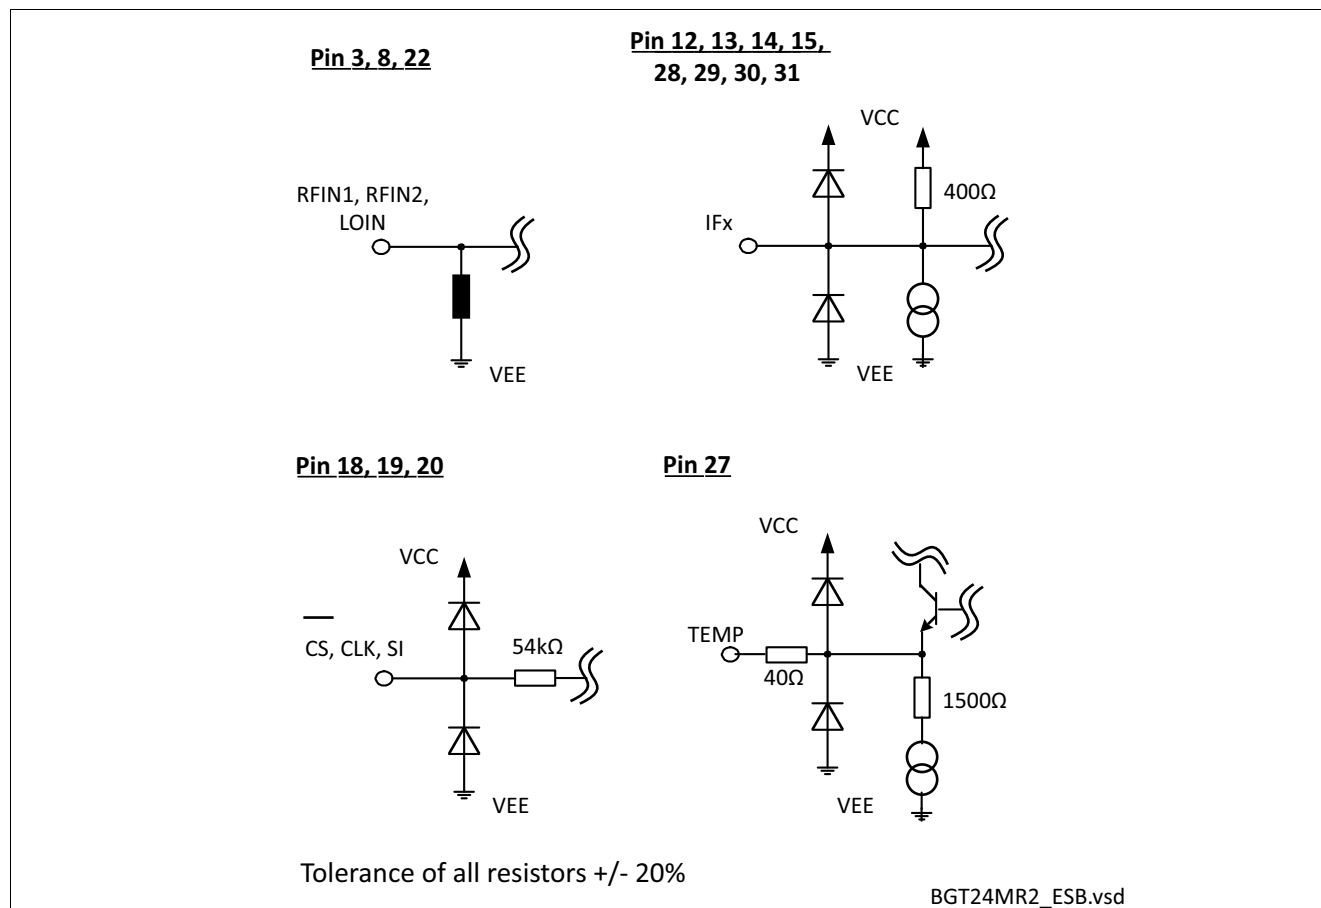 Pin 3, 8, 22
RFIN1, RFIN2,
LOIN
VEE
Pin 12, 13, 14, 15,
28, 29, 30, 31
VCC
400Ω
IFx
VEE
Pin 18, 19, 20
VCC
CS, CLK, SI
54kΩ
VEE
Pin 27
VCC
TEMP
40Ω
1500Ω
VEE
Tolerance of all resistors +/- 20%
BGT24MR2_ESB.vsd